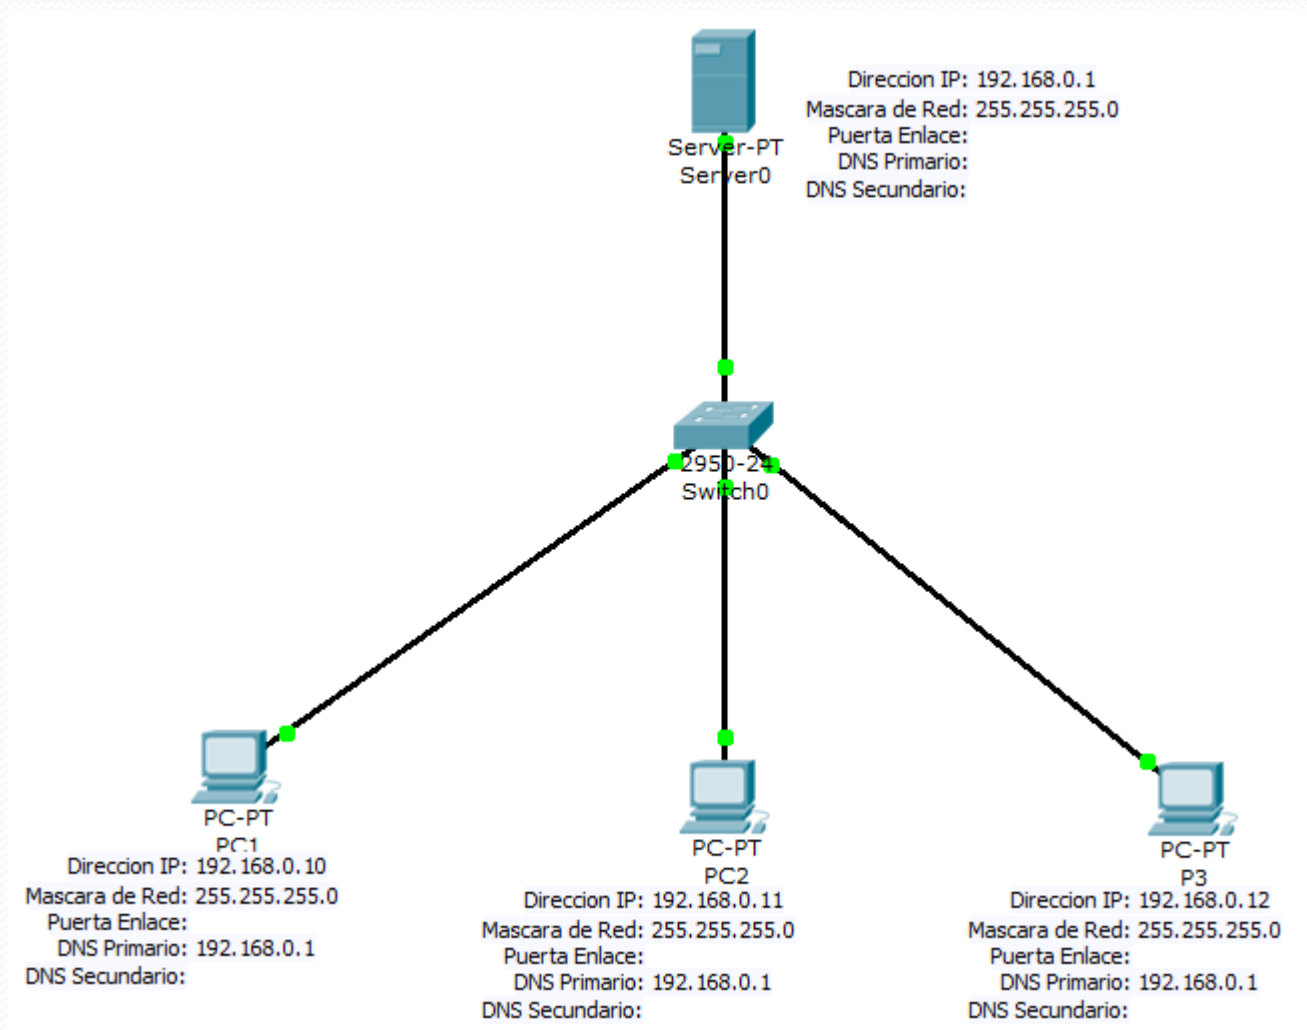 Direccion IP: 192.168.0.1
Mascara de Red: 255.255.255.0
Puerta Enlace:
DNS Primario:
DNS Secundario:
Server-PT
Server0
2950-24
Switch0
PC-PT
PC1
Direccion IP: 192.168.0.10
Mascara de Red: 255.255.255.0
Puerta Enlace:
DNS Primario: 192.168.0.1
DNS Secundario:
PC-PT
PC2
Direccion IP: 192.168.0.11
Mascara de Red: 255.255.255.0
Puerta Enlace:
DNS Primario: 192.168.0.1
DNS Secundario:
PC-PT
P3
Direccion IP: 192.168.0.12
Mascara de Red: 255.255.255.0
Puerta Enlace:
DNS Primario: 192.168.0.1
DNS Secundario: